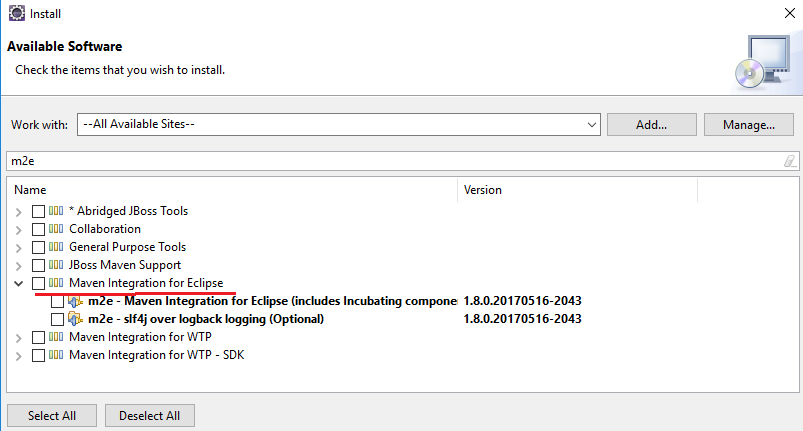 Install
Available Software
Check the items that you wish to install.
Work with: --All Available Sites-- Add... Manage...
m2e
Name Version
* Abridged JBoss Tools
Collaboration
General Purpose Tools
JBoss Maven Support
Maven Integration for Eclipse
m2e - Maven Integration for Eclipse (includes Incubating compone 1.8.0.20170516-2043
m2e - slf4j over logback logging (Optional) 1.8.0.20170516-2043
Maven Integration for WTP
Maven Integration for WTP - SDK
Select All Deselect All